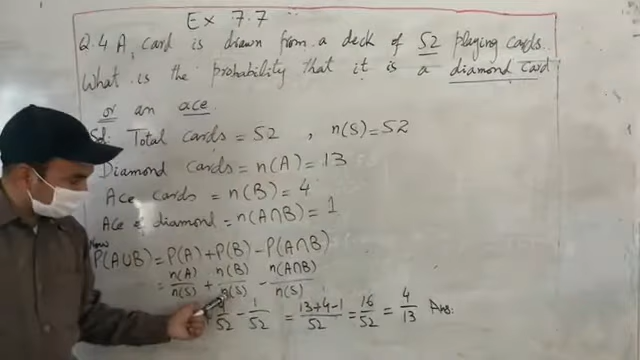 Ex 7.7
Q.4 A card is drawn from a deck of 52 playing cards.
What is the probability that it is a diamond card
or an ace.
Sol: Total cards = 52 , n(S) = 52
Diamond cards = n(A) = 13
Ace cards = n(B) = 4
Ace & diamond = n(A∩B) = 1
Now
P(A∪B) = P(A) + P(B) - P(A∩B)
= n(A)/n(S) + n(B)/n(S) - n(A∩B)/n(S)
/52 - 1/52 = 13+4-1/52 = 16/52 = 4/13 Ans: